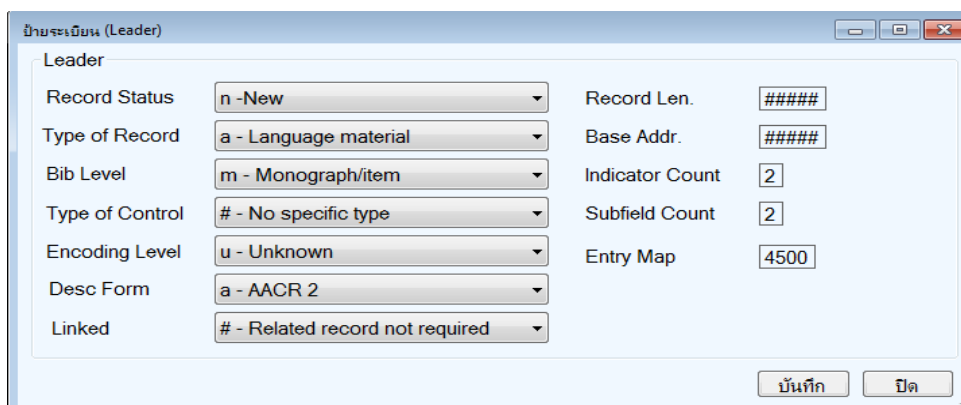 ป้ายระเบียน (Leader)
Leader
Record Status n -New Record Len. #####
Type of Record a - Language material Base Addr. #####
Bib Level m - Monograph/item Indicator Count 2
Type of Control # - No specific type Subfield Count 2
Encoding Level u - Unknown Entry Map 4500
Desc Form a - AACR 2
Linked # - Related record not required
บันทึก ปิด